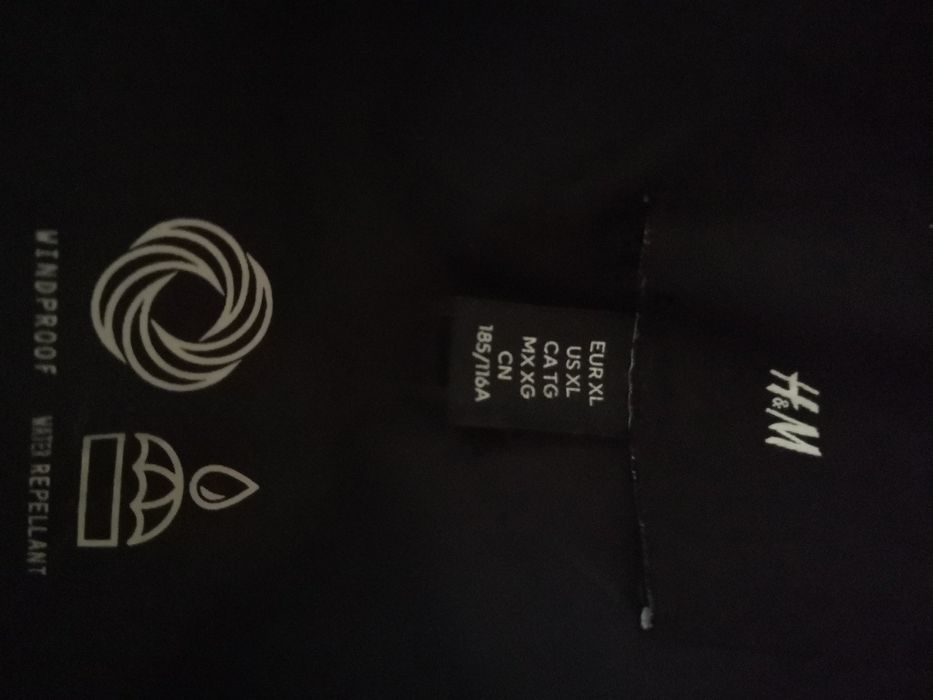 H&M
EUR XL
US XL
CA TG
MX XG
CN
185/116A
WINDPROOF
WATER REPELLANT